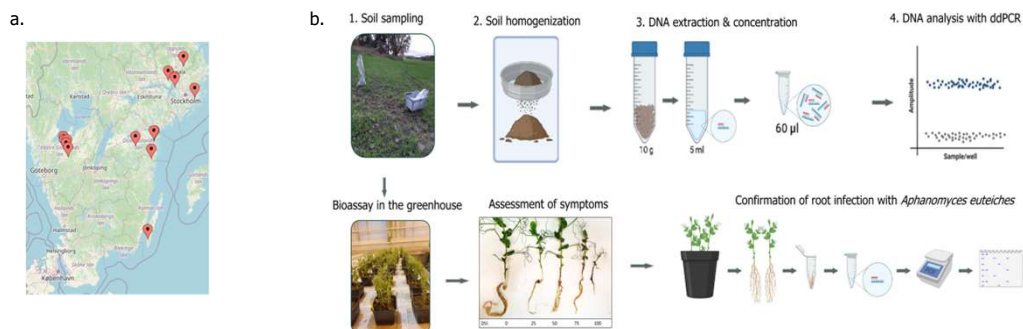 a.
b.
1. Soil sampling
2. Soil homogenization
3. DNA extraction & concentration
4. DNA analysis with ddPCR
10 g
5 ml
60 µl
Amplitude
Sample/well
Stockholm
Karlstad
Eskilstuna
Göteborg
Jönköping
Halmstad
Helsingborg
København
Bioassay in the greenhouse
Assessment of symptoms
Confirmation of root infection with Aphanomyces euteiches
DSI: 0 25 50 75 100